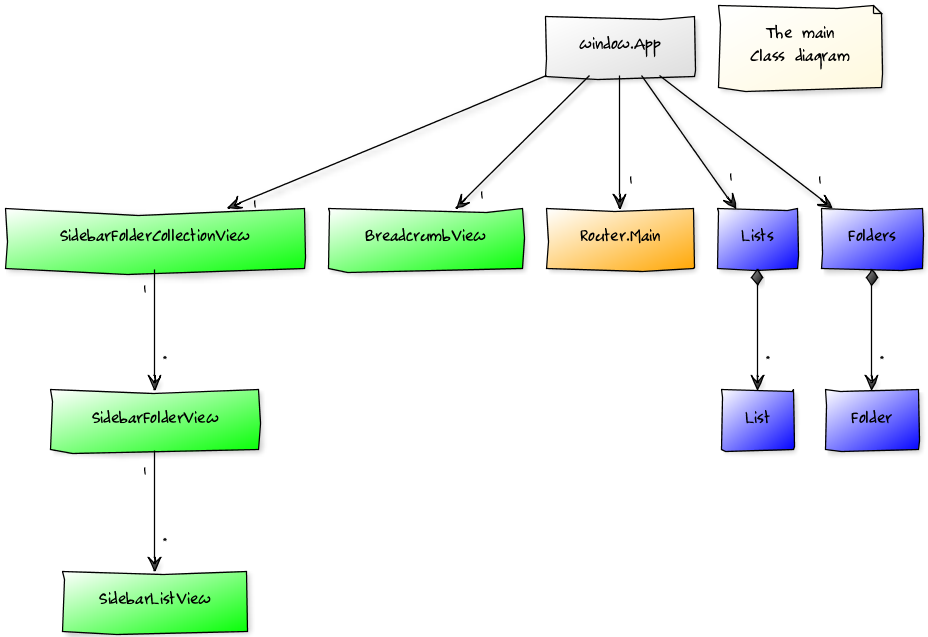 window.App
The main
Class diagram
1
1
1
1
1
SidebarFolderCollectionView
BreadcrumbView
Router.Main
Lists
Folders
1
*
*
*
SidebarFolderView
List
Folder
1
*
SidebarListView